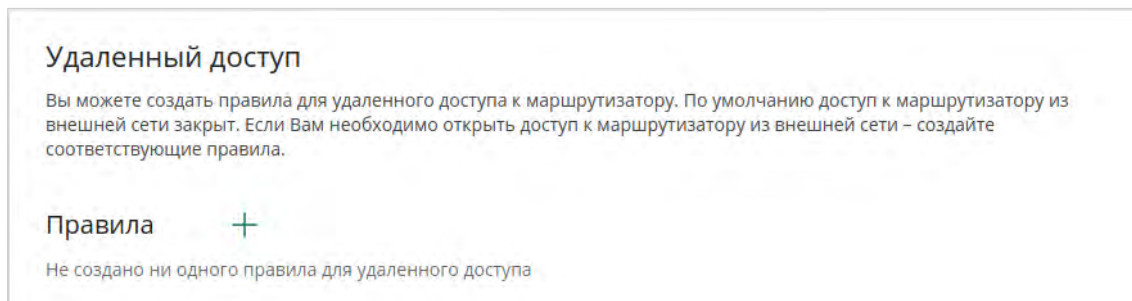 Удаленный доступ
Вы можете создать правила для удаленного доступа к маршрутизатору. По умолчанию доступ к маршрутизатору из
внешней сети закрыт. Если Вам необходимо открыть доступ к маршрутизатору из внешней сети – создайте
соответствующие правила.
Правила
Не создано ни одного правила для удаленного доступа